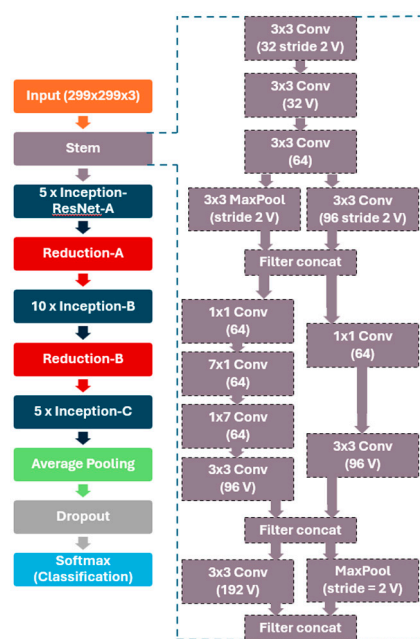 Input (299x299x3)
Stem
5 x Inception-
ResNet-A
Reduction-A
10 x Inception-B
Reduction-B
5 x Inception-C
Average Pooling
Dropout
Softmax
(Classification)
3x3 Conv
(32 stride 2 V)
3x3 Conv
(32 V)
3x3 Conv
(64)
3x3 MaxPool
(stride 2 V)
3x3 Conv
(96 stride 2 V)
Filter concat
1x1 Conv
(64)
7x1 Conv
(64)
1x7 Conv
(64)
3x3 Conv
(96 V)
1x1 Conv
(64)
3x3 Conv
(96 V)
Filter concat
3x3 Conv
(192 V)
MaxPool
(stride = 2 V)
Filter concat